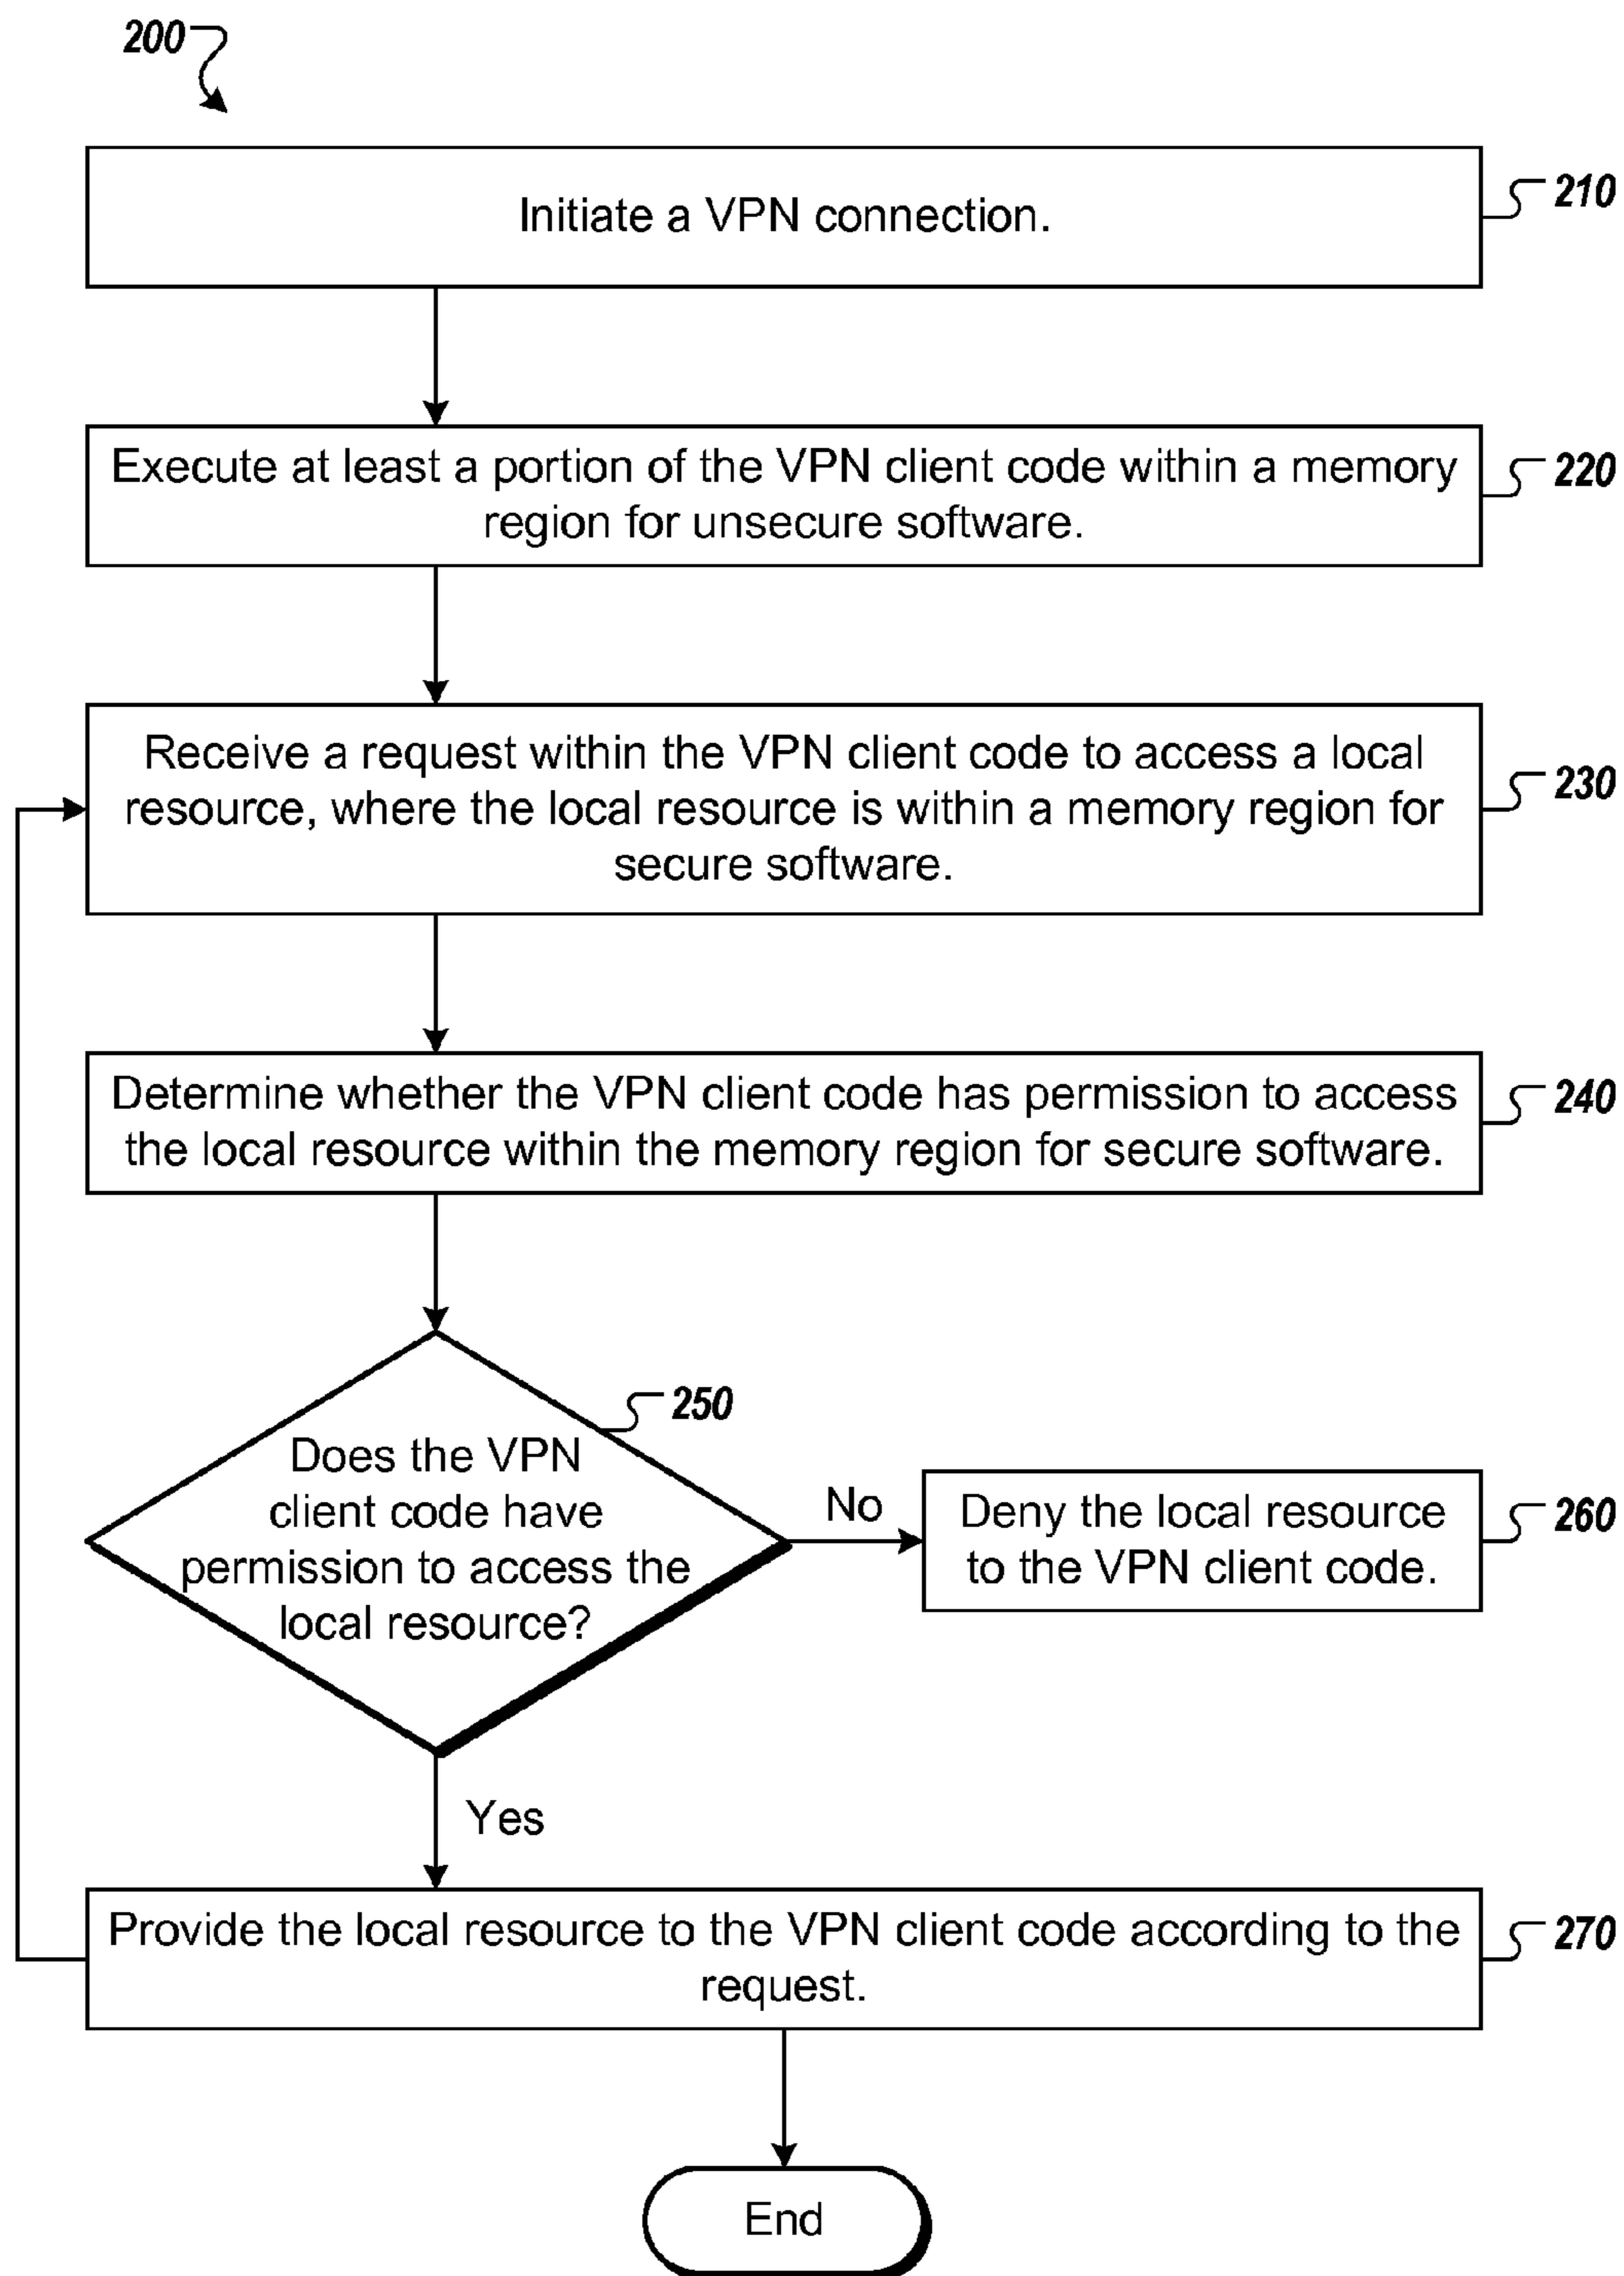 200
Initiate a VPN connection.
210
Execute at least a portion of the VPN client code within a memory
region for unsecure software.
220
Receive a request within the VPN client code to access a local
resource, where the local resource is within a memory region for
secure software.
230
Determine whether the VPN client code has permission to access
the local resource within the memory region for secure software.
240
250
Does the VPN
client code have
permission to access the
local resource?
No
Deny the local resource
to the VPN client code.
260
Yes
Provide the local resource to the VPN client code according to the
request.
270
End